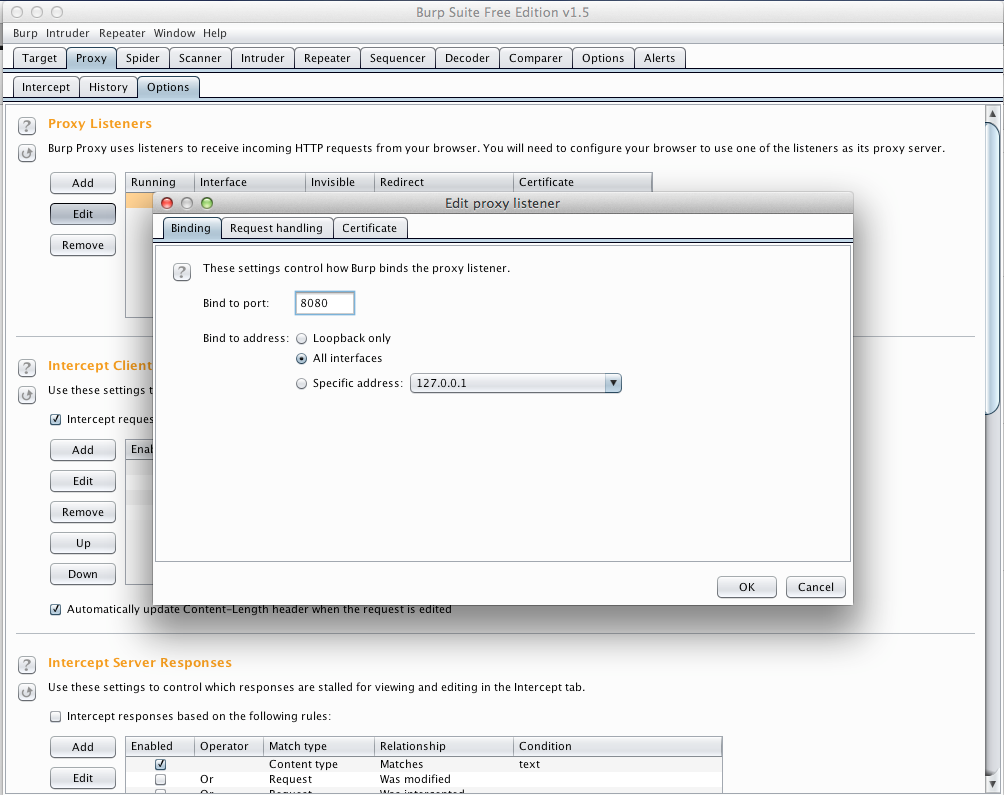 Burp Suite Free Edition v1.5
Burp Intruder Repeater Window Help
Target Proxy Spider Scanner Intruder Repeater Sequencer Decoder Comparer Options Alerts
Intercept History Options
? Proxy Listeners
Burp Proxy uses listeners to receive incoming HTTP requests from your browser. You will need to configure your browser to use one of the listeners as its proxy server.
Add Running Interface Invisible Redirect Certificate
Edit
Remove
Edit proxy listener
Binding Request handling Certificate
? These settings control how Burp binds the proxy listener.
Bind to port: 8080
Bind to address: Loopback only
All interfaces
Specific address: 127.0.0.1
OK Cancel
? Intercept Client
Use these settings t
Intercept reques
Add Enabl
Edit
Remove
Up
Down
Automatically update Content-Length header when the request is edited
? Intercept Server Responses
Use these settings to control which responses are stalled for viewing and editing in the Intercept tab.
Intercept responses based on the following rules:
Add Enabled Operator Match type Relationship Condition
Content type Matches text
Edit Or Request Was modified
Or Request Was intercepted